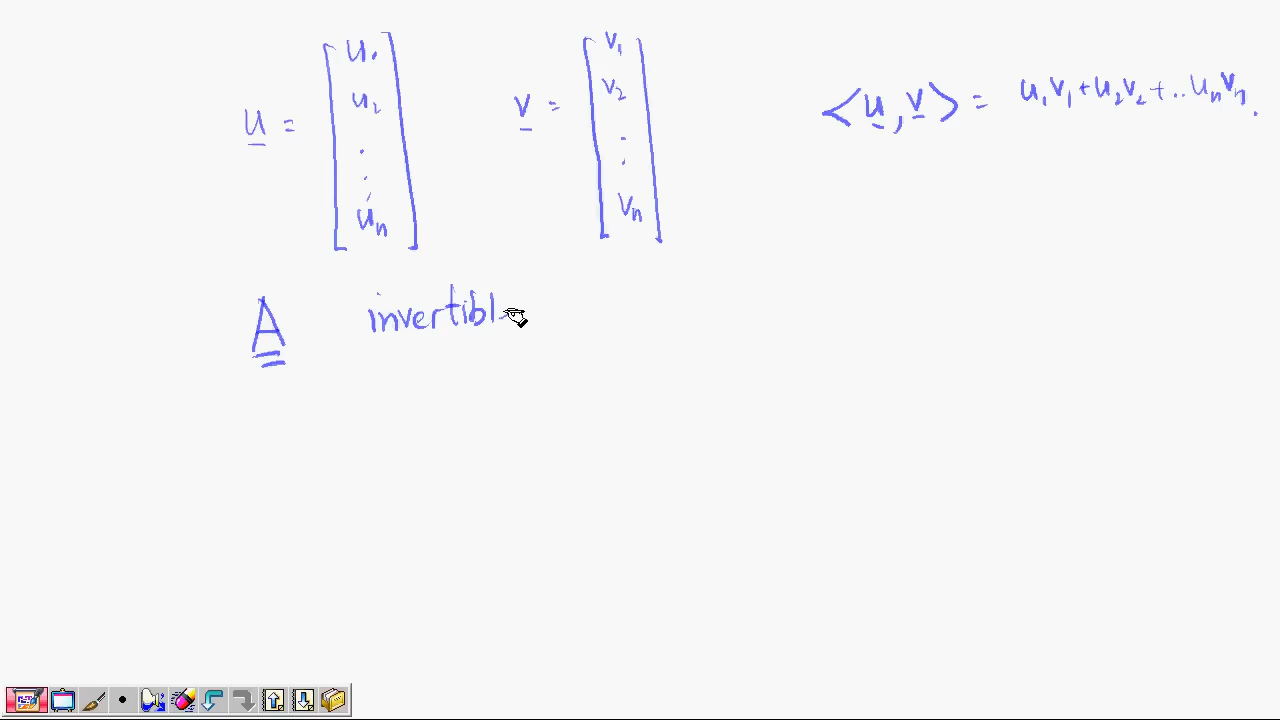 u = [ u1 u2 . . . un ] v = [ v1 v2 . . vn ] <u, v> = u1v1 + u2v2 + .. unvn.
A invertibl